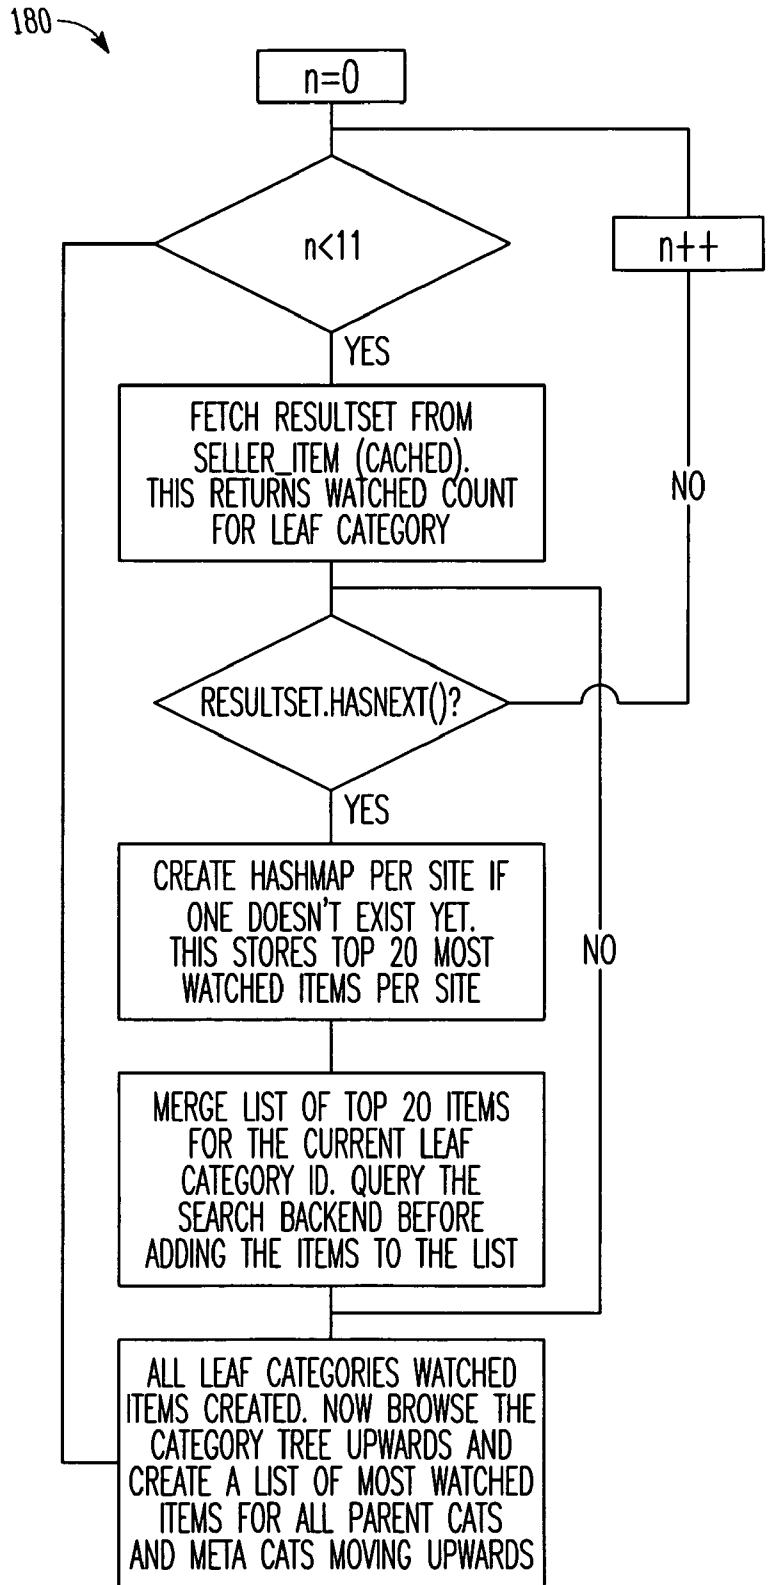 180
n=0
n<11
n++
YES
FETCH RESULTSET FROM
SELLER_ITEM (CACHED).
THIS RETURNS WATCHED COUNT
FOR LEAF CATEGORY
NO
RESULTSET.HASNEXT()?
YES
CREATE HASHMAP PER SITE IF
ONE DOESN'T EXIST YET.
THIS STORES TOP 20 MOST
WATCHED ITEMS PER SITE
NO
MERGE LIST OF TOP 20 ITEMS
FOR THE CURRENT LEAF
CATEGORY ID. QUERY THE
SEARCH BACKEND BEFORE
ADDING THE ITEMS TO THE LIST
ALL LEAF CATEGORIES WATCHED
ITEMS CREATED. NOW BROWSE THE
CATEGORY TREE UPWARDS AND
CREATE A LIST OF MOST WATCHED
ITEMS FOR ALL PARENT CATS
AND META CATS MOVING UPWARDS